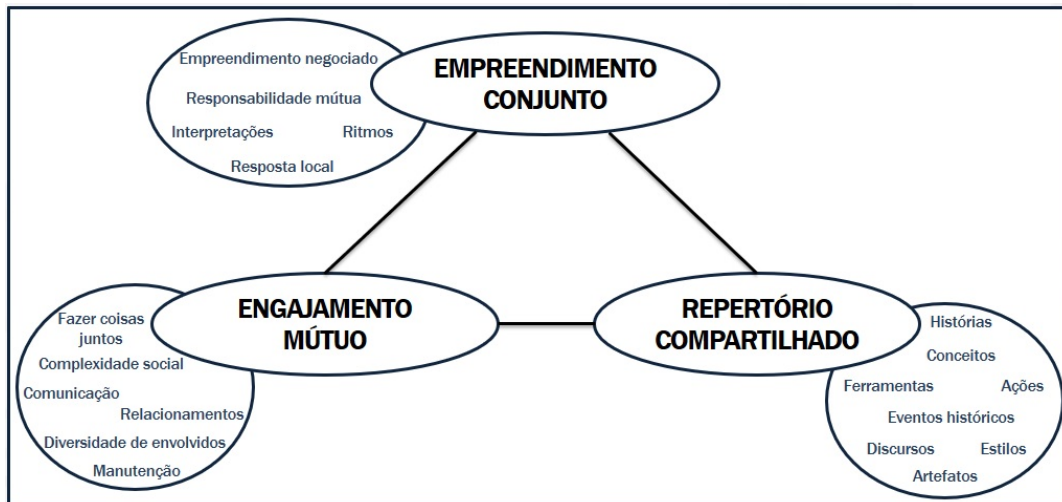 Empreendimento negociado
Responsabilidade mútua
Interpretações
Ritmos
Resposta local
EMPREENDIMENTO
CONJUNTO
Fazer coisas
juntos
Complexidade social
Comunicação
Relacionamentos
Diversidade de envolvidos
Manutenção
ENGAJAMENTO
MÚTUO
REPERTÓRIO
COMPARTILHADO
Histórias
Conceitos
Ferramentas
Ações
Eventos históricos
Discursos
Estilos
Artefatos